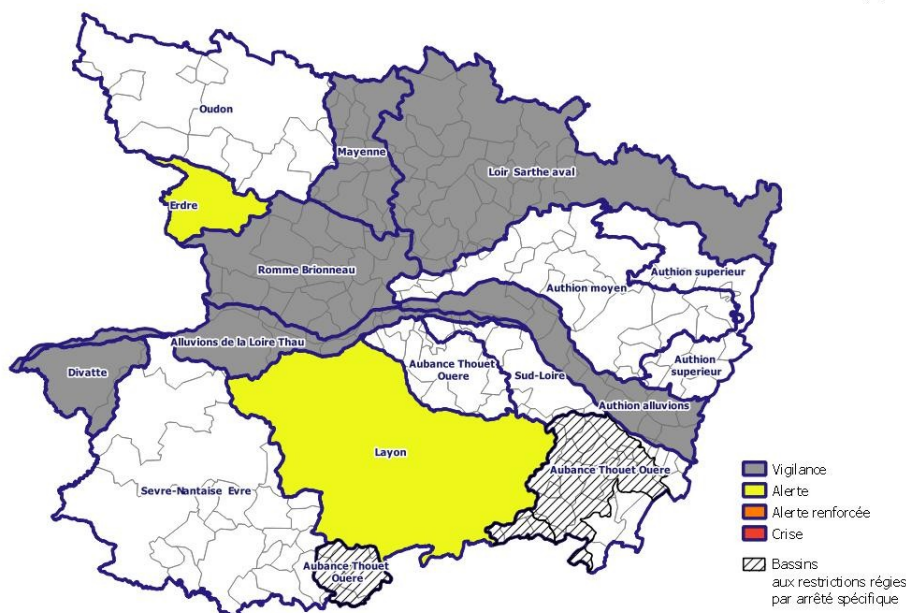 Oudon
Mayenne
Loir Sarthe aval
Erdre
Romme Brionneau
Authion superieur
Authion moyen
Alluvions de la Loire Thau
Aubance Thouet
Ouere
Sud-Loire
Authion
superieur
Divatte
Authion alluvions
Layon
Aubance Thouet Ouere
Sevre-Nantaise Evre
Aubance Thouet
Ouere
Vigilance
Alerte
Alerte renforcée
Crise
Bassins
aux restrictions régies
par arrêté spécifique